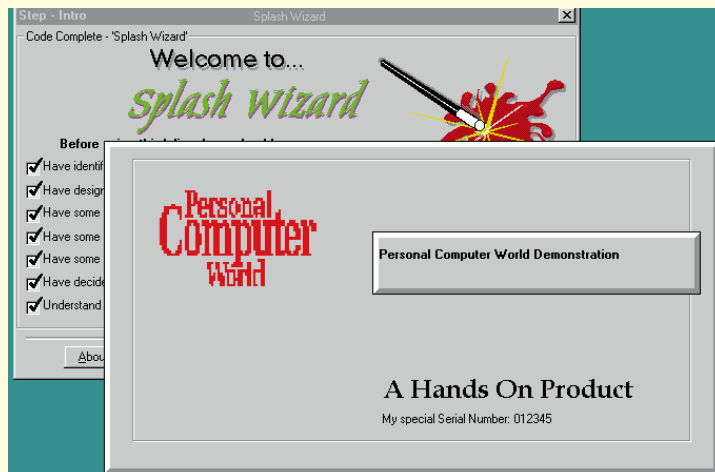 Step - Intro
Splash Wizard
Code Complete - 'Splash Wizard'
Welcome to...
Splash Wizard
Before
Have identif
Have design
Have some
Have some
Have some
Have decide
Understand
Abou
Personal
Computer
World
Personal Computer World Demonstration
A Hands On Product
My special Serial Number: 012345